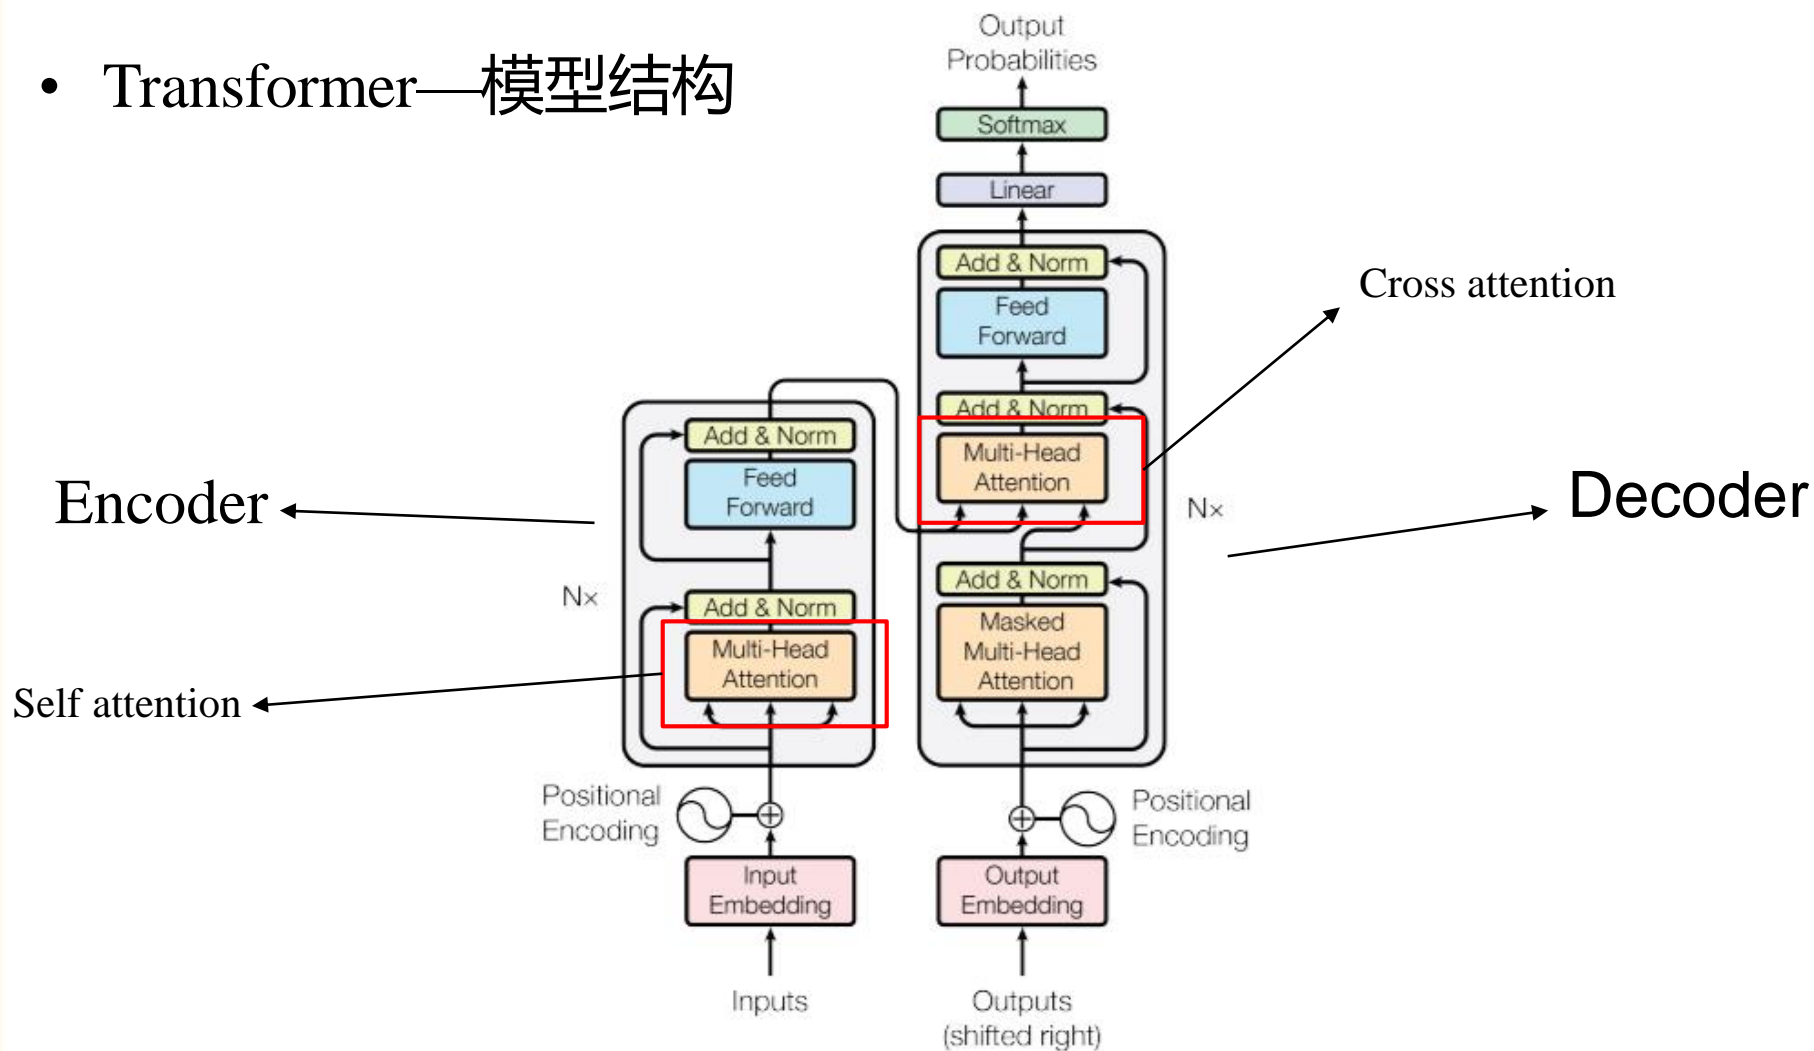 • Transformer—模型结构
Output
Probabilities
Softmax
Linear
Add & Norm
Feed
Forward
Cross attention
Add & Norm
Multi-Head
Attention
N×
Decoder
Add & Norm
Masked
Multi-Head
Attention
Add & Norm
Feed
Forward
Encoder
N×
Add & Norm
Multi-Head
Attention
Self attention
Positional
Encoding
Positional
Encoding
Input
Embedding
Output
Embedding
Inputs
Outputs
(shifted right)